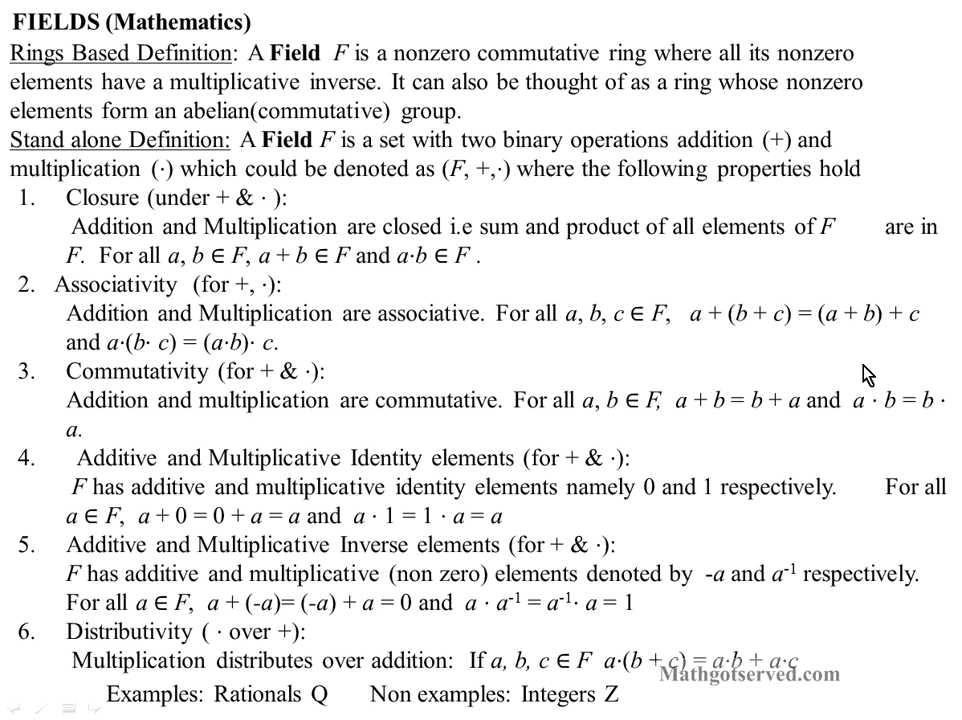 FIELDS (Mathematics)
Rings Based Definition: A Field F is a nonzero commutative ring where all its nonzero
elements have a multiplicative inverse. It can also be thought of as a ring whose nonzero
elements form an abelian(commutative) group.
Stand alone Definition: A Field F is a set with two binary operations addition (+) and
multiplication (·) which could be denoted as (F, +,·) where the following properties hold
1. Closure (under + & · ):
Addition and Multiplication are closed i.e sum and product of all elements of F are in
F. For all a, b ∈ F, a + b ∈ F and a·b ∈ F .
2. Associativity (for +, ·):
Addition and Multiplication are associative. For all a, b, c ∈ F, a + (b + c) = (a + b) + c
and a·(b· c) = (a·b)· c.
3. Commutativity (for + & ·):
Addition and multiplication are commutative. For all a, b ∈ F, a + b = b + a and a · b = b ·
a.
4. Additive and Multiplicative Identity elements (for + & ·):
F has additive and multiplicative identity elements namely 0 and 1 respectively. For all
a ∈ F, a + 0 = 0 + a = a and a · 1 = 1 · a = a
5. Additive and Multiplicative Inverse elements (for + & ·):
F has additive and multiplicative (non zero) elements denoted by -a and a⁻¹ respectively.
For all a ∈ F, a + (-a)= (-a) + a = 0 and a · a⁻¹ = a⁻¹· a = 1
6. Distributivity ( · over +):
Multiplication distributes over addition: If a, b, c ∈ F a·(b + c) = a·b + a·c
Mathgotserved.com
Examples: Rationals Q Non examples: Integers Z